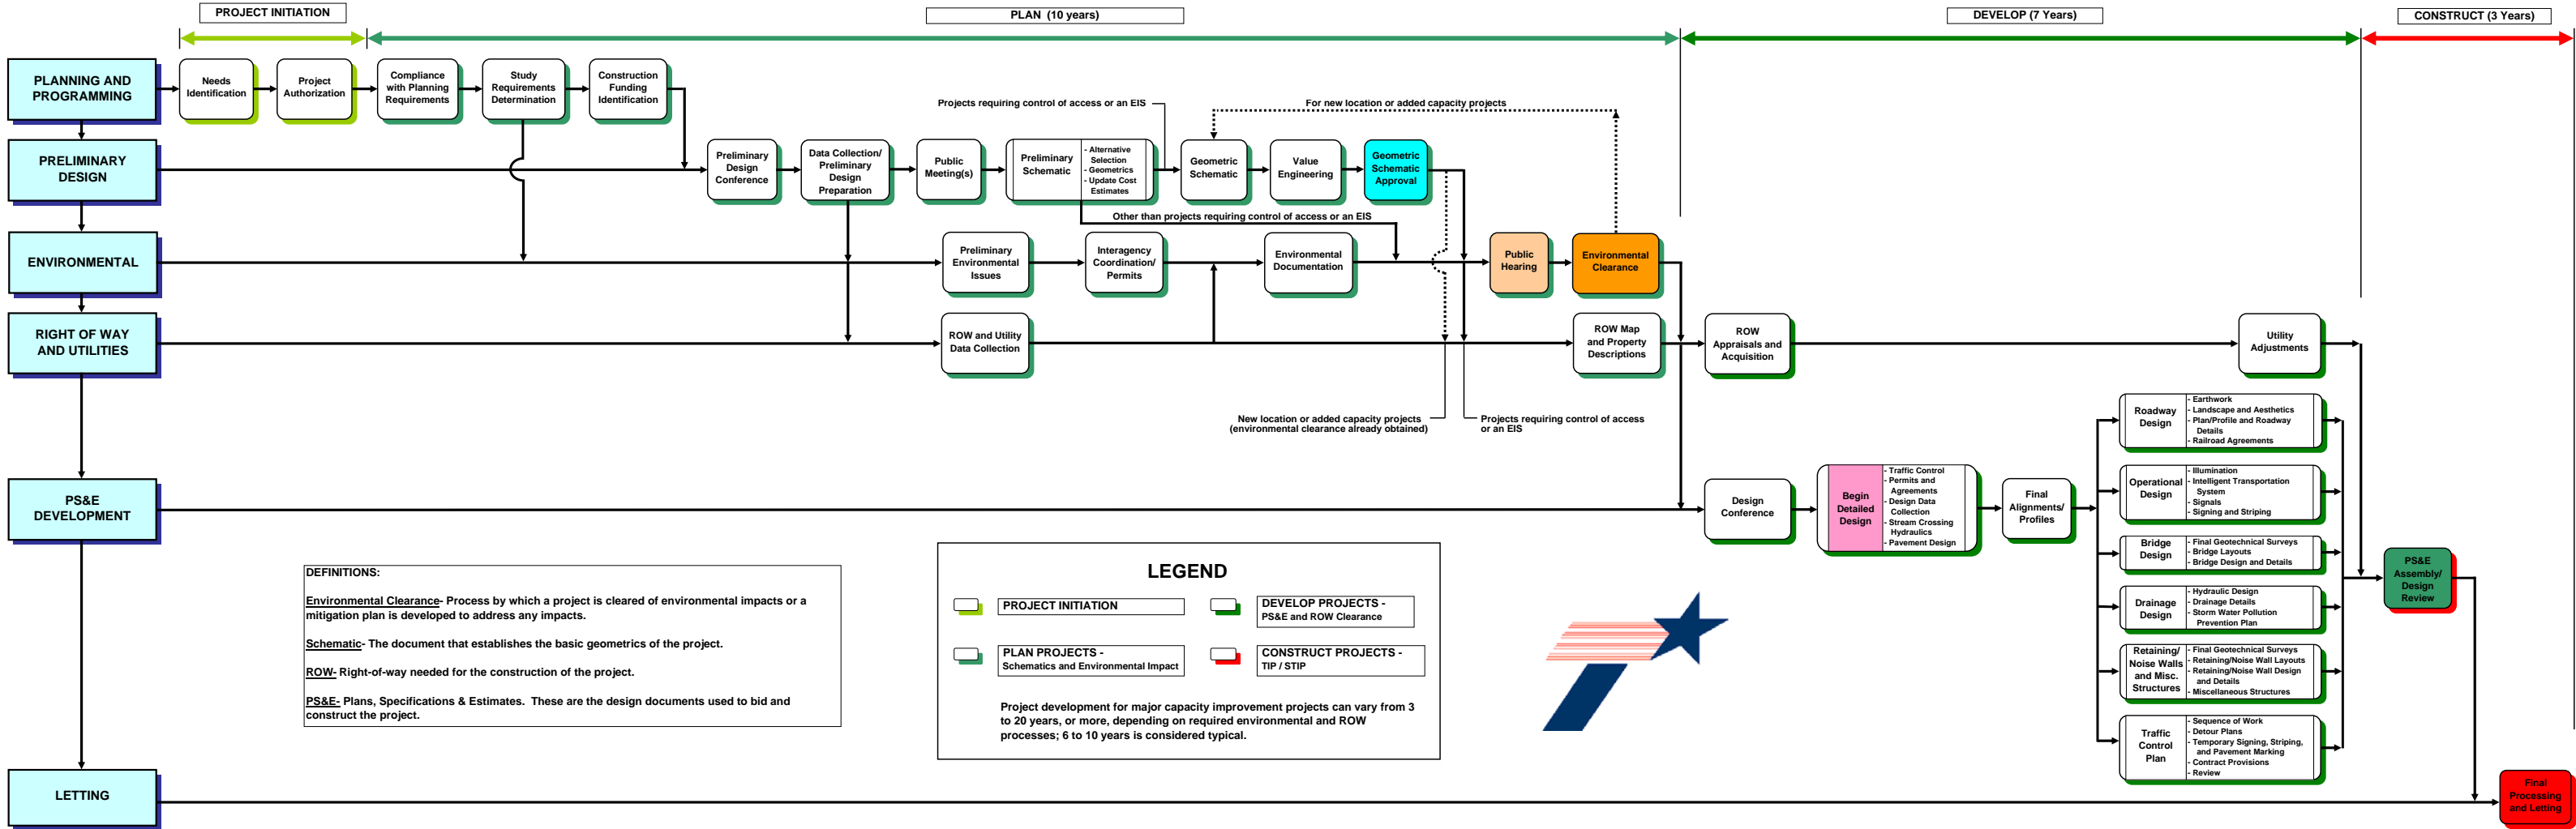 PROJECT INITIATION
PLAN (10 years)
DEVELOP (7 Years)
CONSTRUCT (3 Years)
PLANNING AND
PROGRAMMING
Needs
Identification
Project
Authorization
Compliance
with Planning
Requirements
Study
Requirements
Determination
Construction
Funding
Identification
Projects requiring control of access or an EIS
For new location or added capacity projects
PRELIMINARY
DESIGN
Preliminary
Design
Conference
Data Collection/
Preliminary
Design
Preparation
Public
Meeting(s)
Preliminary
Schematic
- Alternative
Selection
- Geometrics
- Update Cost
Estimates
Geometric
Schematic
Value
Engineering
Geometric
Schematic
Approval
Other than projects requiring control of access or an EIS
ENVIRONMENTAL
Preliminary
Environmental
Issues
Interagency
Coordination/
Permits
Environmental
Documentation
Public
Hearing
Environmental
Clearance
RIGHT OF WAY
AND UTILITIES
ROW and Utility
Data Collection
ROW Map
and Property
Descriptions
ROW
Appraisals and
Acquisition
Utility
Adjustments
New location or added capacity projects
(environmental clearance already obtained)
Projects requiring control of access
or an EIS
PS&E
DEVELOPMENT
Design
Conference
Begin
Detailed
Design
- Traffic Control
- Permits and
Agreements
- Design Data
Collection
- Stream Crossing
Hydraulics
- Pavement Design
Final
Alignments/
Profiles
Roadway
Design
- Earthwork
- Landscape and Aesthetics
- Plan/Profile and Roadway
Details
- Railroad Agreements
Operational
Design
- Illumination
- Intelligent Transportation
System
- Signals
- Signing and Striping
Bridge
Design
- Final Geotechnical Surveys
- Bridge Layouts
- Bridge Design and Details
Drainage
Design
- Hydraulic Design
- Drainage Details
- Storm Water Pollution
Prevention Plan
Retaining/
Noise Walls
and Misc.
Structures
- Final Geotechnical Surveys
- Retaining/Noise Wall Layouts
- Retaining/Noise Wall Design
and Details
- Miscellaneous Structures
Traffic
Control
Plan
- Sequence of Work
- Detour Plans
- Temporary Signing, Striping,
and Pavement Marking
- Contract Provisions
- Review
PS&E
Assembly/
Design
Review
DEFINITIONS:
Environmental Clearance- Process by which a project is cleared of environmental impacts or a
mitigation plan is developed to address any impacts.
Schematic- The document that establishes the basic geometrics of the project.
ROW- Right-of-way needed for the construction of the project.
PS&E- Plans, Specifications & Estimates. These are the design documents used to bid and
construct the project.
LEGEND
PROJECT INITIATION
DEVELOP PROJECTS -
PS&E and ROW Clearance
PLAN PROJECTS -
Schematics and Environmental Impact
CONSTRUCT PROJECTS -
TIP / STIP
Project development for major capacity improvement projects can vary from 3
to 20 years, or more, depending on required environmental and ROW
processes; 6 to 10 years is considered typical.
LETTING
Final
Processing
and Letting